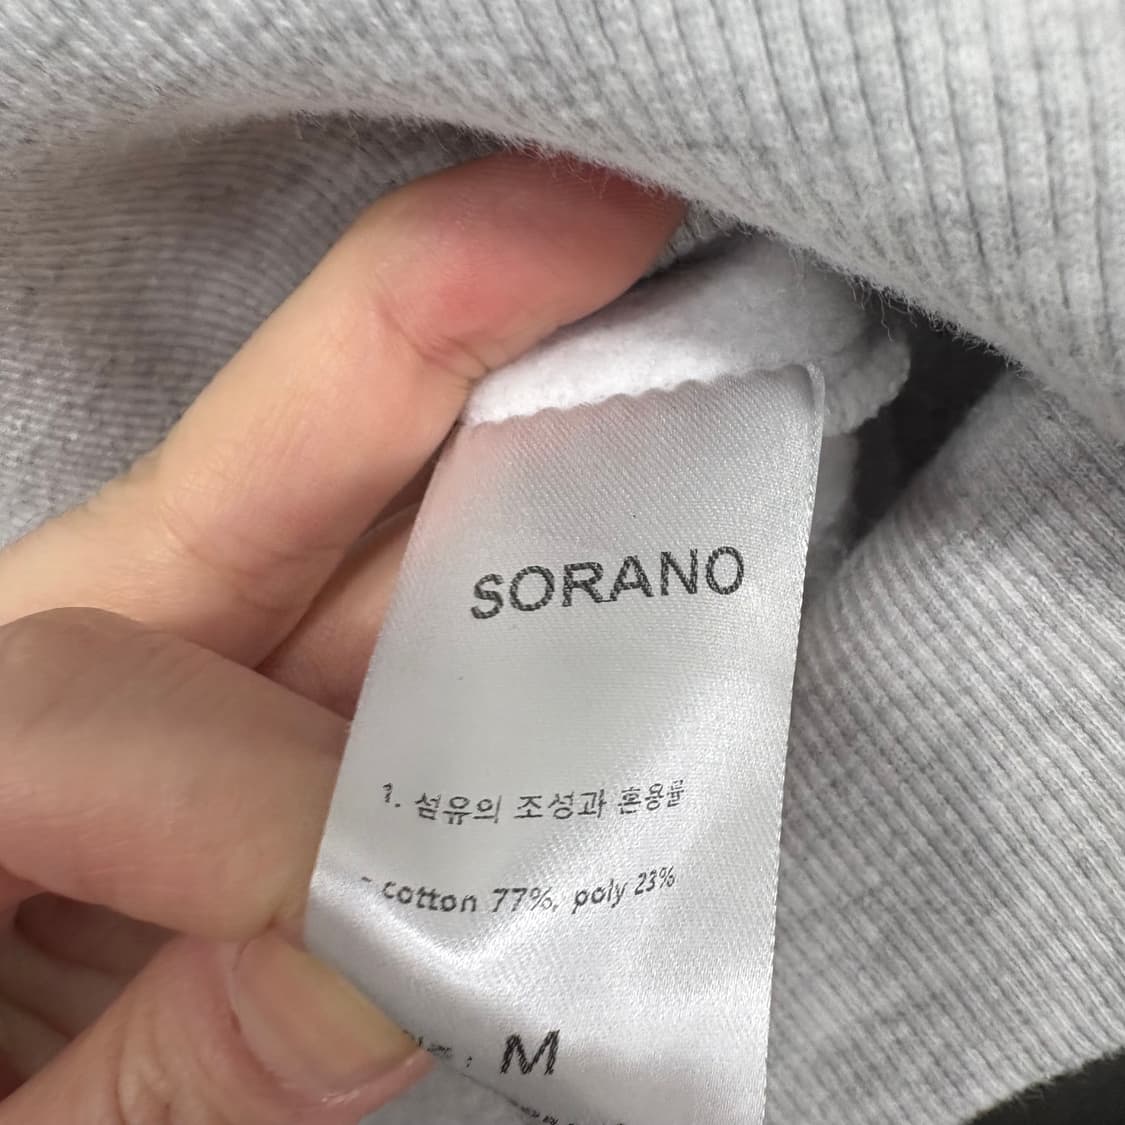 SORANO
1. 섬유의 조성과 혼용률
- cotton 77%, poly 23%
: M